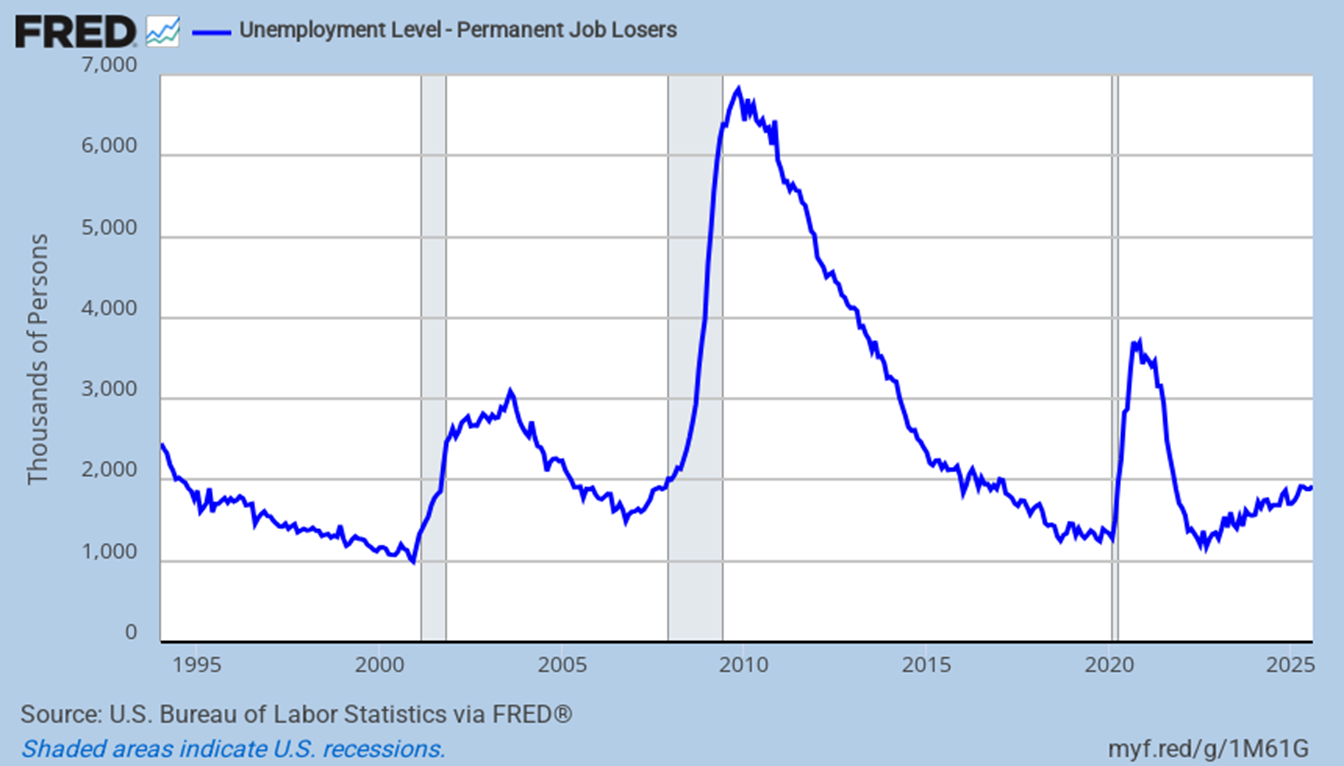 FRED
Unemployment Level - Permanent Job Losers
Thousands of Persons
7,000
6,000
5,000
4,000
3,000
2,000
1,000
0
1995 2000 2005 2010 2015 2020 2025
Source: U.S. Bureau of Labor Statistics via FRED®
Shaded areas indicate U.S. recessions.
myf.red/g/1M61G